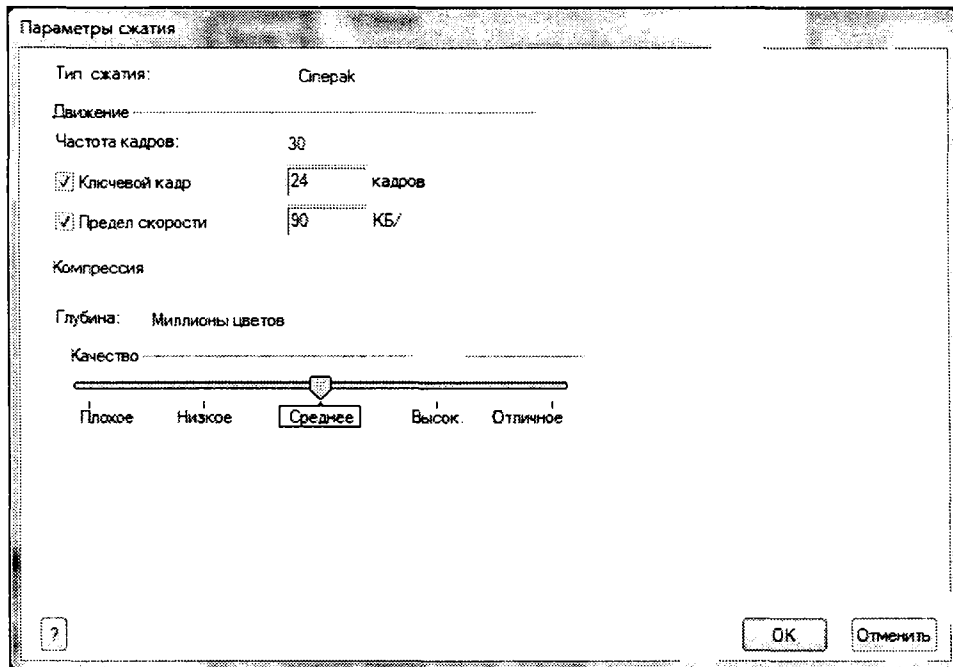 Параметры сжатия
Тип сжатия: Cinepak
Движение
Частота кадров: 30
Ключевой кадр 24 кадров
Предел скорости 90 КБ/
Компрессия
Глубина: Миллионы цветов
Качество
Плохое Низкое Среднее Высок. Отличное
? OK Отменить